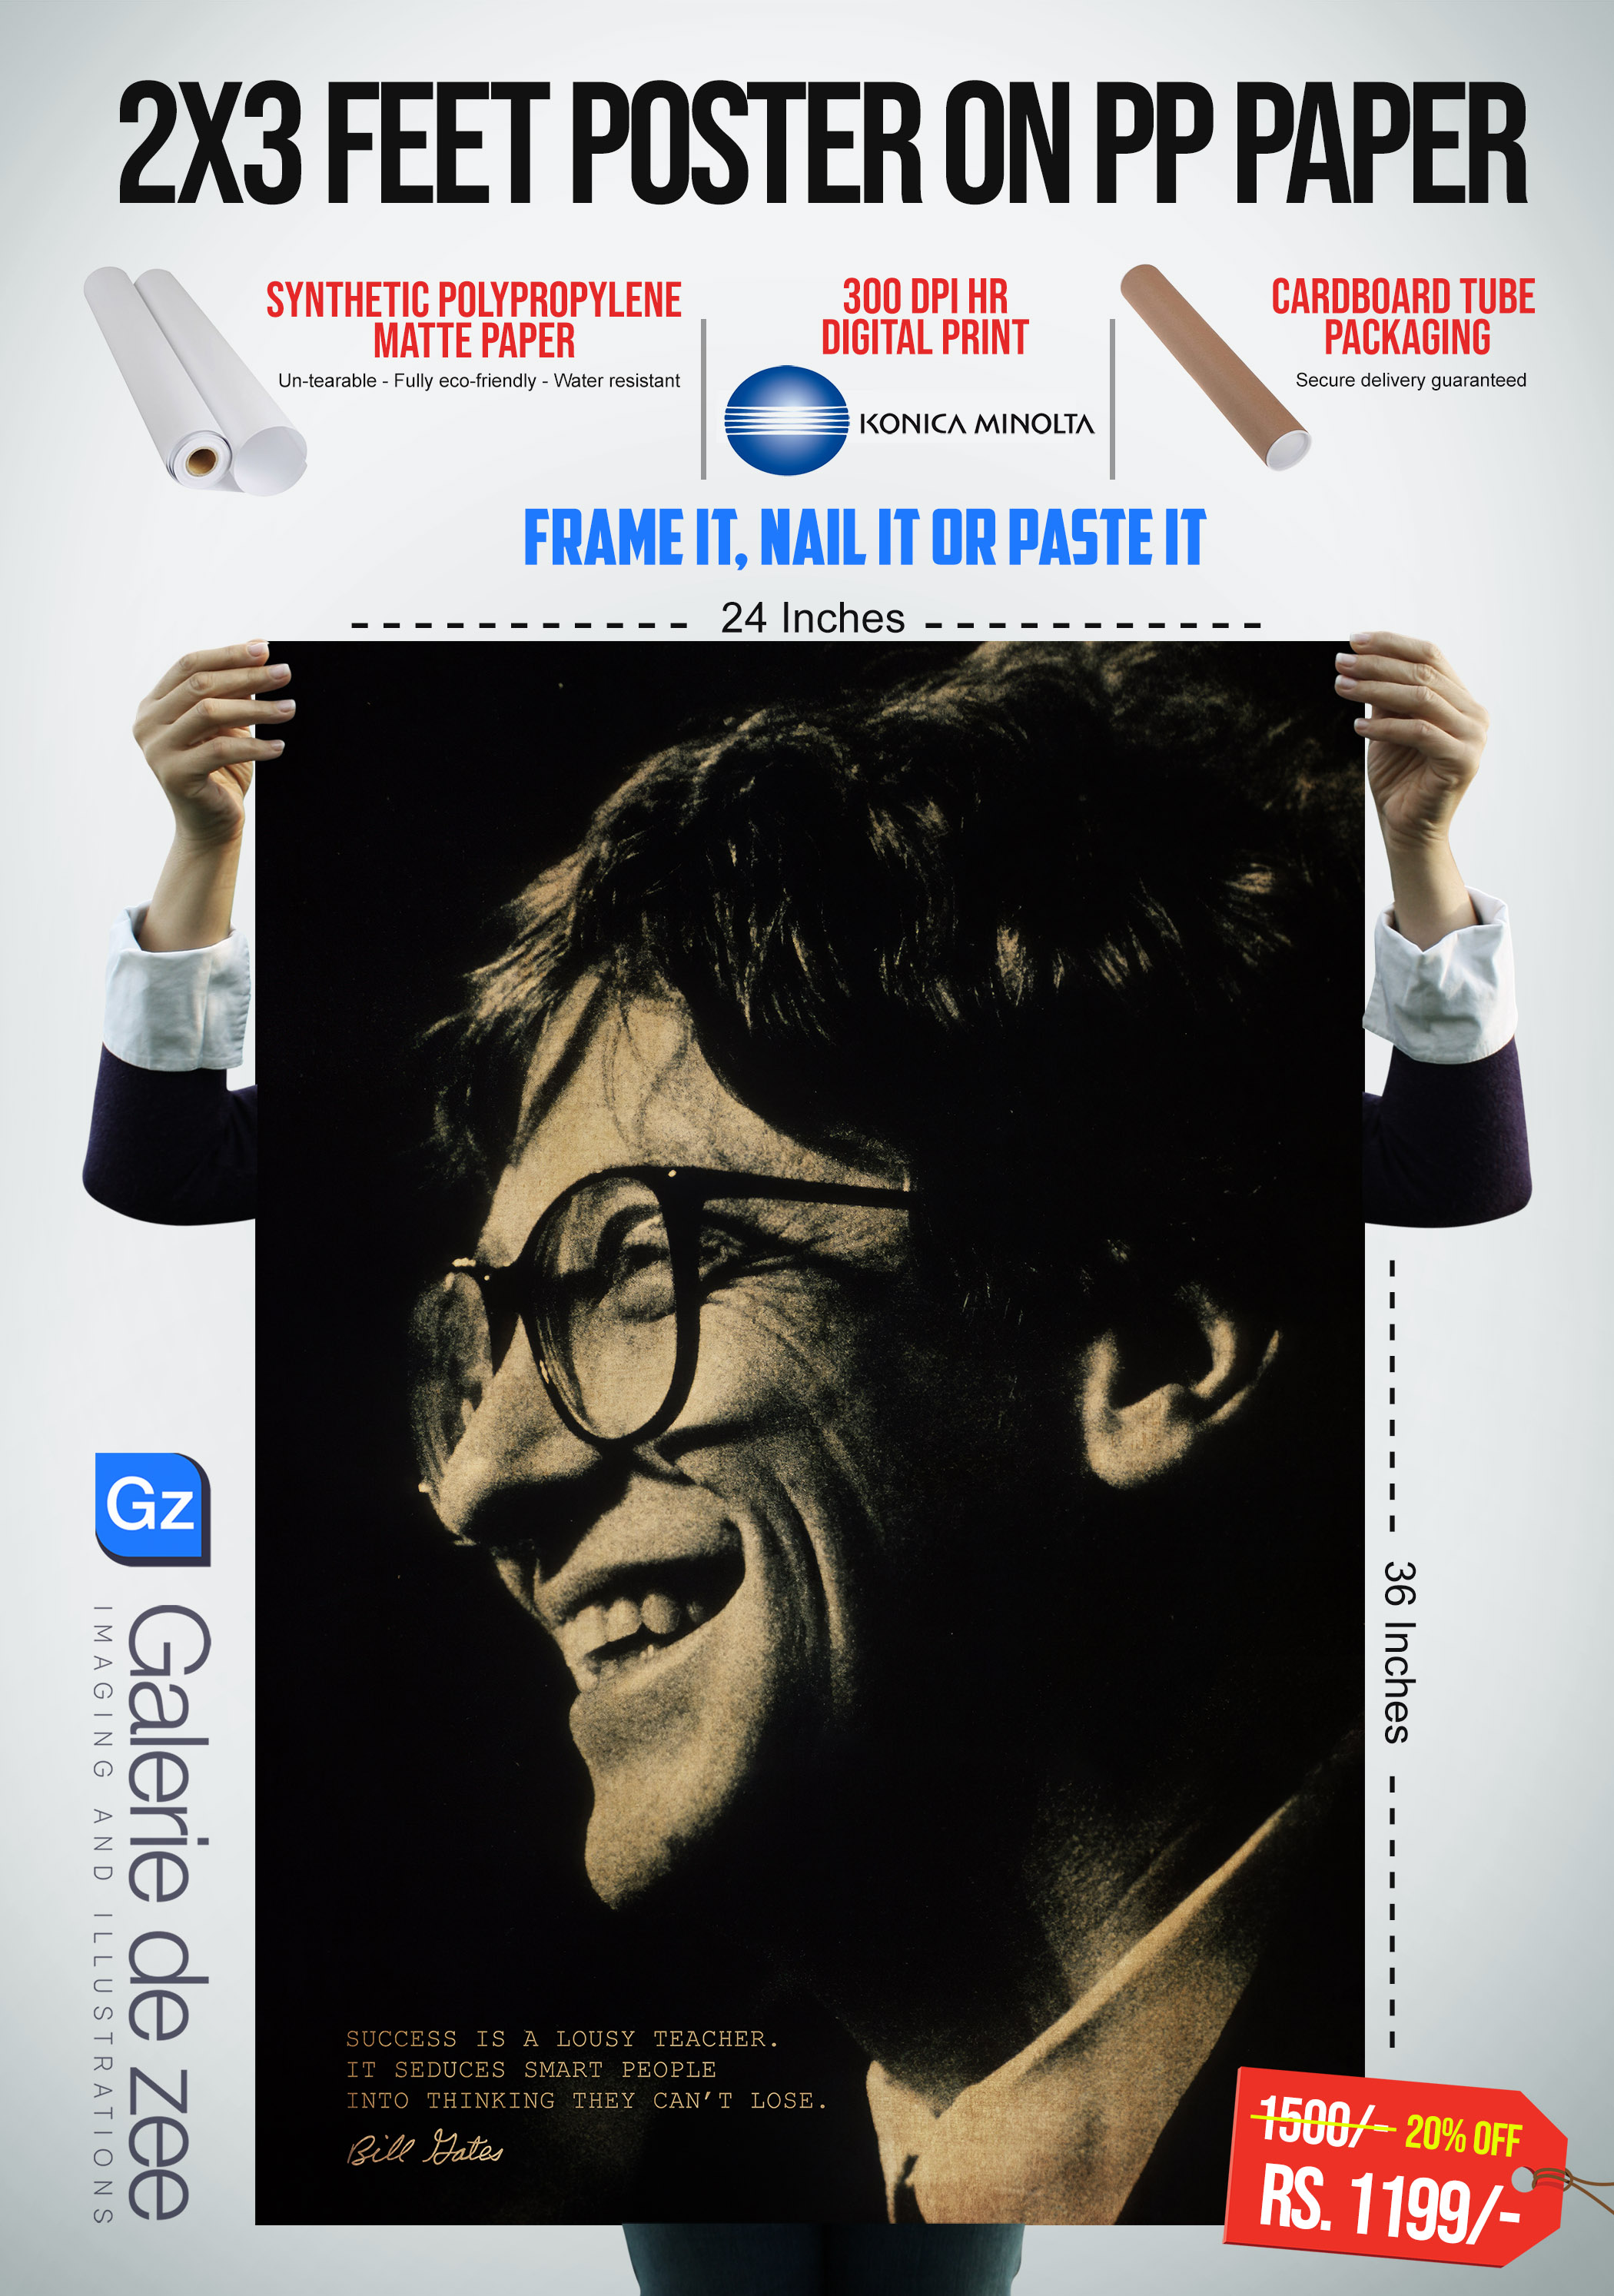 2X3 FEET POSTER ON PP PAPER
SYNTHETIC POLYPROPYLENE
MATTE PAPER
Un-tearable - Fully eco-friendly - Water resistant
300 DPI HR
DIGITAL PRINT
KONICA MINOLTA
CARDBOARD TUBE
PACKAGING
Secure delivery guaranteed
FRAME IT, NAIL IT OR PASTE IT
24 Inches
36 Inches
Gz
Galerie de zee
IMAGING AND ILLUSTRATIONS
SUCCESS IS A LOUSY TEACHER.
IT SEDUCES SMART PEOPLE
INTO THINKING THEY CAN'T LOSE.
Bill Gates
1500/- 20% OFF
RS. 1199/-